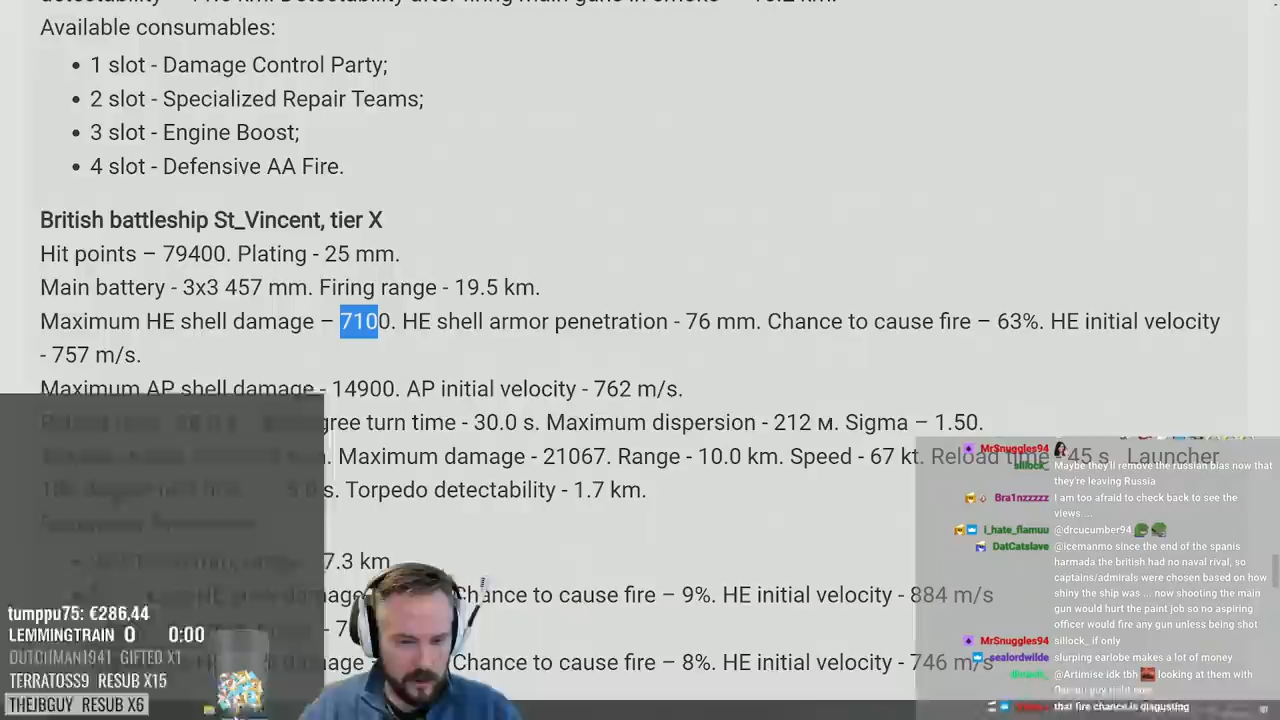 Available consumables:
• 1 slot - Damage Control Party;
• 2 slot - Specialized Repair Teams;
• 3 slot - Engine Boost;
• 4 slot - Defensive AA Fire.
British battleship St_Vincent, tier X
Hit points – 79400. Plating - 25 mm.
Main battery - 3x3 457 mm. Firing range - 19.5 km.
Maximum HE shell damage – 7100. HE shell armor penetration - 76 mm. Chance to cause fire – 63%. HE initial velocity
- 757 m/s.
Maximum AP shell damage - 14900. AP initial velocity - 762 m/s.
turn time - 30.0 s. Maximum dispersion - 212 м. Sigma – 1.50.
Maximum damage - 21067. Range - 10.0 km. Speed - 67 kt. Reload time - 45 s. Launcher
s. Torpedo detectability - 1.7 km.
7.3 km
Chance to cause fire – 9%. HE initial velocity - 884 m/s
damage - (Chance to cause fire – 8%. HE initial velocity - 746 m/s
tumppu75: €286,44
LEMMINGTRAIN 0 0:00
DUTCHMAN1941 GIFTED X1
TERRATOSS9 RESUB X15
THEJBGUY RESUB X6
MrSnuggles94
sillock_ Maybe they'll remove the russian bias now that
they're leaving Russia
Bra1nzzzzz I am too afraid to check back to see the
views....
i_hate_flamuu @drcucumber94
DatCatslave @icemanmo since the end of the spanis
harmada the british had no naval rival, so
captains/admirals were chosen based on how
shiny the ship was ... now shooting the main
gun would hurt the paint job so no aspiring
officer would fire any gun unless being shot
MrSnuggles94 sillock_ if only
sealordwilde slurping earlobe makes a lot of money
@Artimise idk tbh looking at them with
that fire chance is disgusting